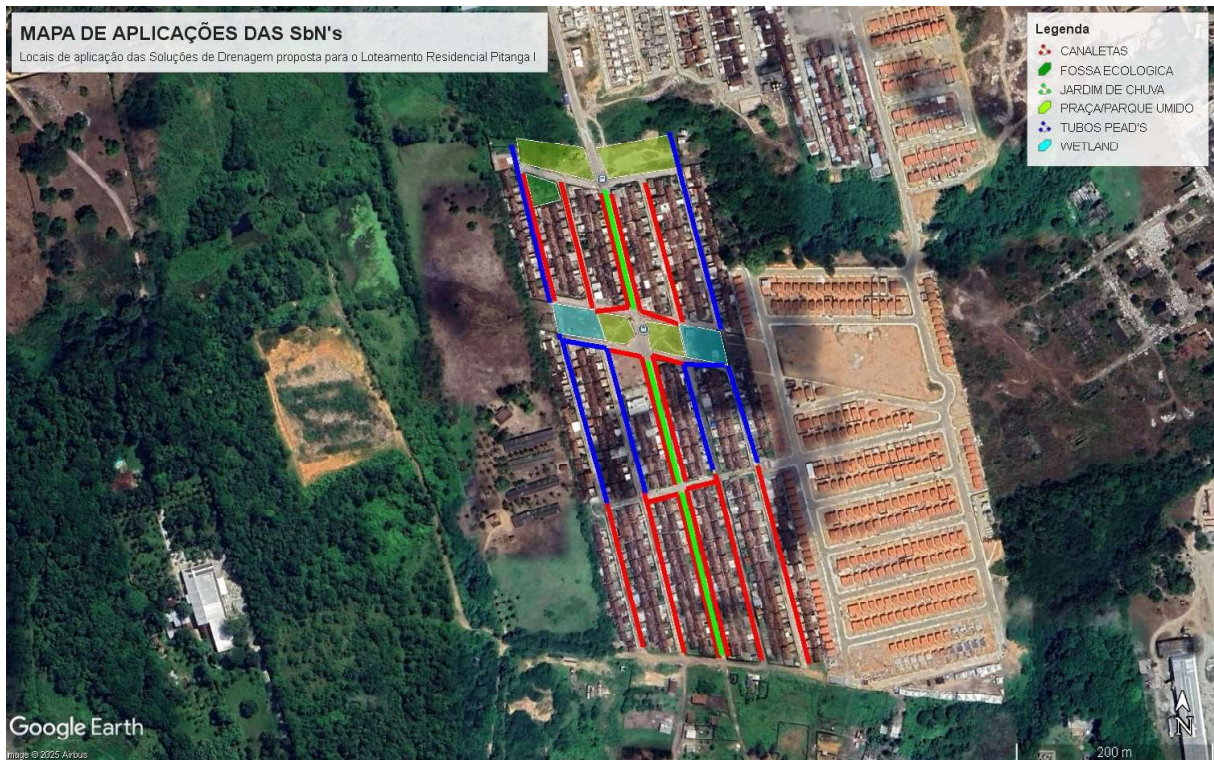 MAPA DE APLICAÇÕES DAS SbN's
Locais de aplicação das Soluções de Drenagem proposta para o Loteamento Residencial Pitanga I
Legenda
CANALETAS
FOSSA ECOLOGICA
JARDIM DE CHUVA
PRAÇA/PARQUE UMIDO
TUBOS PEAD'S
WETLAND
Google Earth
Image © 2025 Airbus
N
200 m